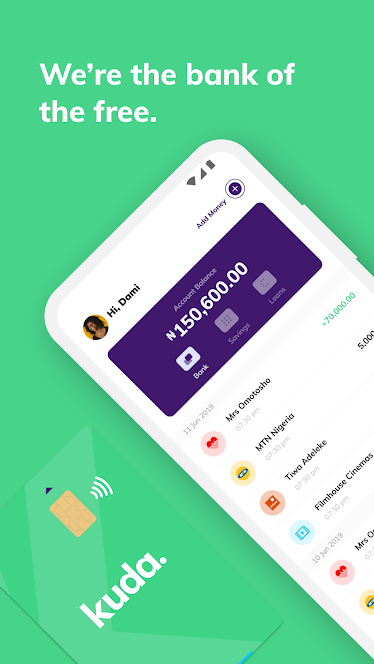 We're the bank of
the free.
Add Money
Hi, Dami
Account Balance
₦150,600.00
Bank
Savings
Loans
11 Jun 2019
Mrs Omotosho
07:30 pm
+70,000.00
MTN Nigeria
07:30 pm
5,000
Tiwa Adeleke
07:30 pm
Filmhouse Cinemas
07:30 pm
10 Jun 2019
Mrs Omo
07:30
kuda.